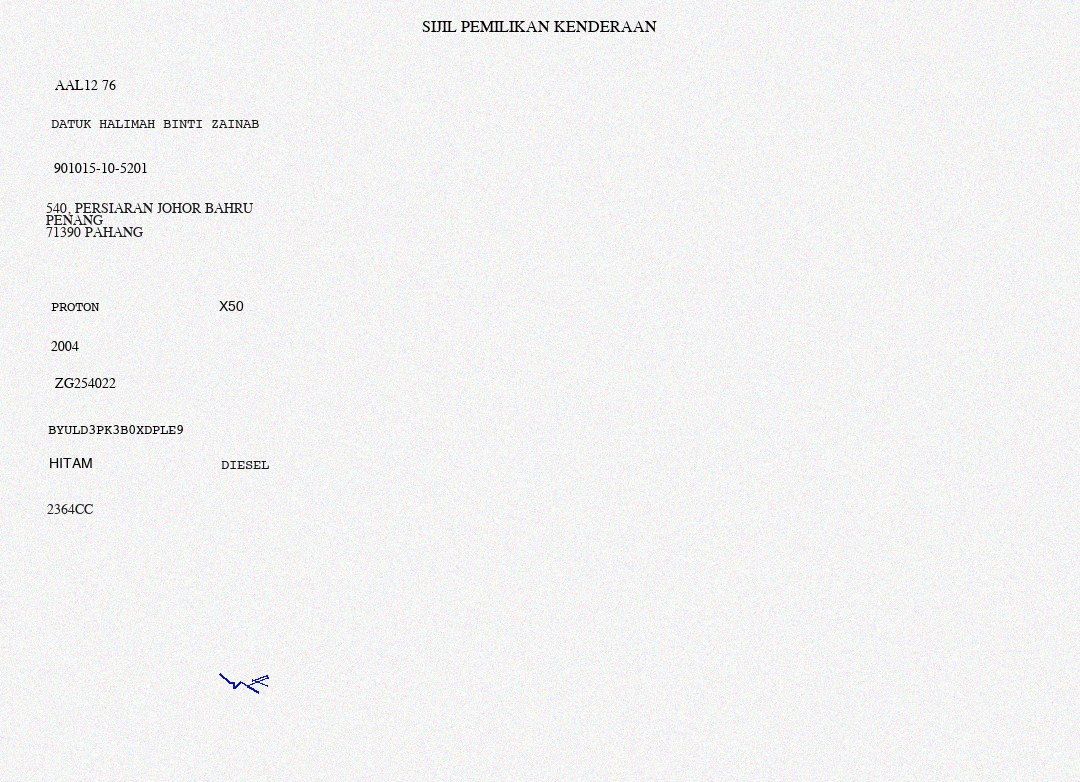 SIJIL PEMILIKAN KENDERAAN
AAL12 76
DATUK HALIMAH BINTI ZAINAB
901015-10-5201
540, PERSIARAN JOHOR BAHRU
PENANG
71390 PAHANG
PROTON X50
2004
ZG254022
BYULD3PK3B0XDPLE9
HITAM DIESEL
2364CC